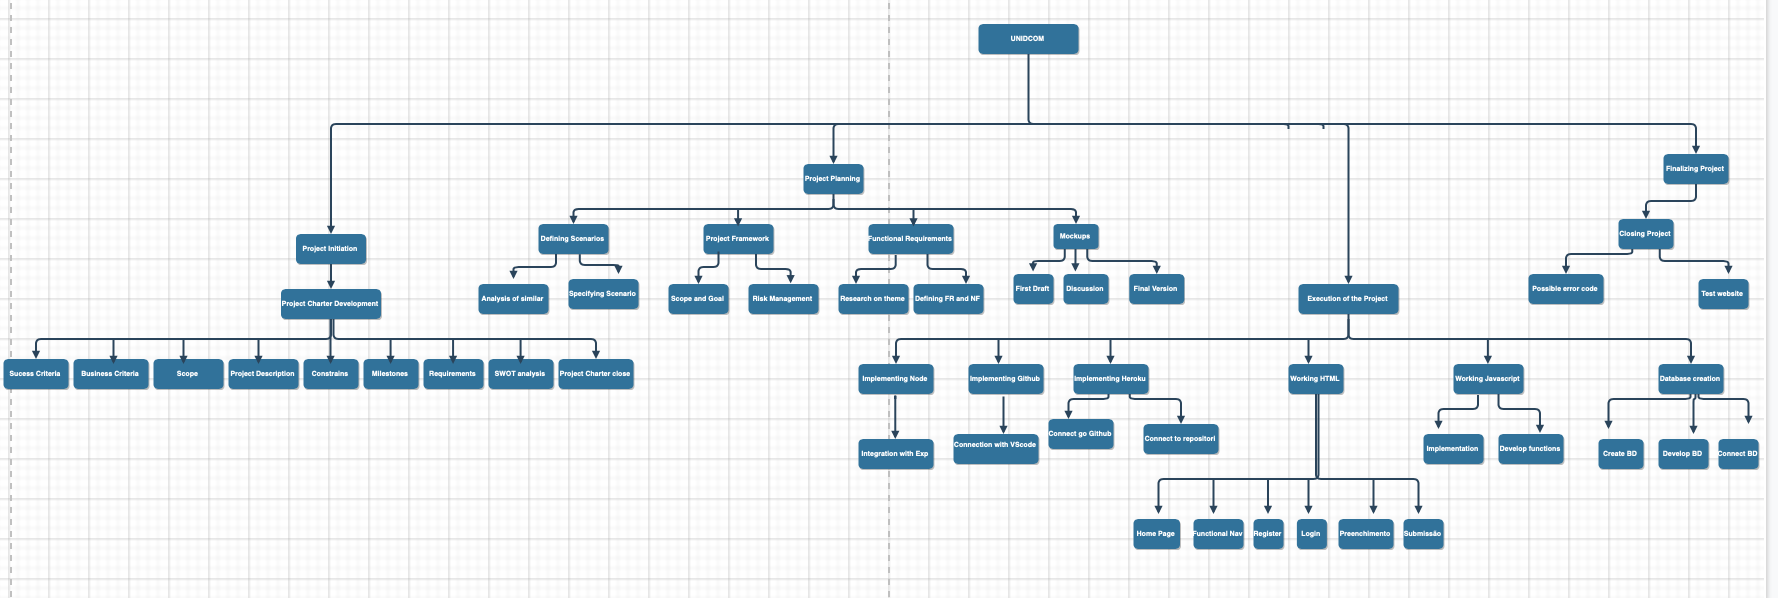 UNIDCOM
Project Planning
Finalizing Project
Project Initiation
Defining Scenarios
Project Framework
Functional Requirements
Mockups
Closing Project
Project Charter Development
Analysis of similar
Specifying Scenario
Scope and Goal
Risk Management
Research on theme
Defining FR and NF
First Draft
Discussion
Final Version
Execution of the Project
Possible error code
Test website
Sucess Criteria
Business Criteria
Scope
Project Description
Constrains
Milestones
Requirements
SWOT analysis
Project Charter close
Implementing Node
Implementing Github
Implementing Heroku
Working HTML
Working Javascript
Database creation
Integration with Exp
Connection with VScode
Connect go Github
Connect to repositori
Implementation
Develop functions
Create BD
Develop BD
Connect BD
Home Page
Functional Nav
Register
Login
Preenchimento
Submissão